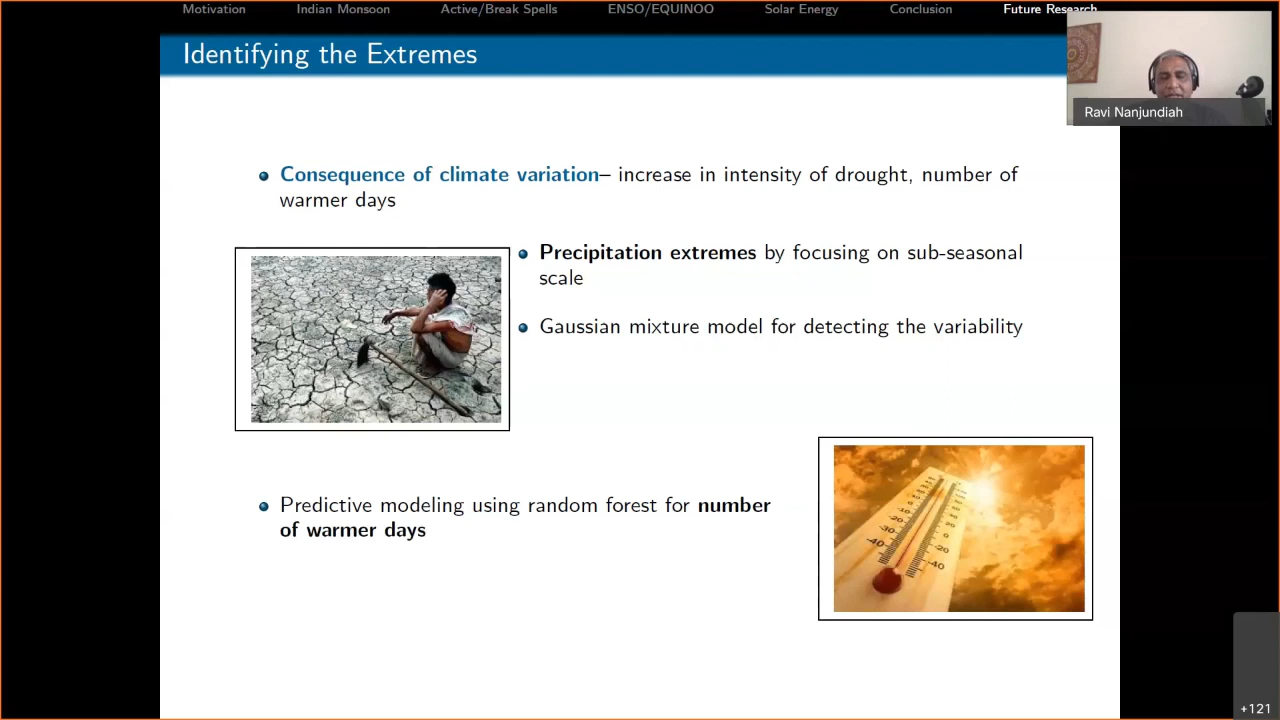 Motivation Indian Monsoon Active/Break Spells ENSO/EQUINOO Solar Energy Conclusion Future Research
Identifying the Extremes
Ravi Nanjundiah
Consequence of climate variation– increase in intensity of drought, number of
warmer days
Precipitation extremes by focusing on sub-seasonal
scale
Gaussian mixture model for detecting the variability
Predictive modeling using random forest for number
of warmer days
+121